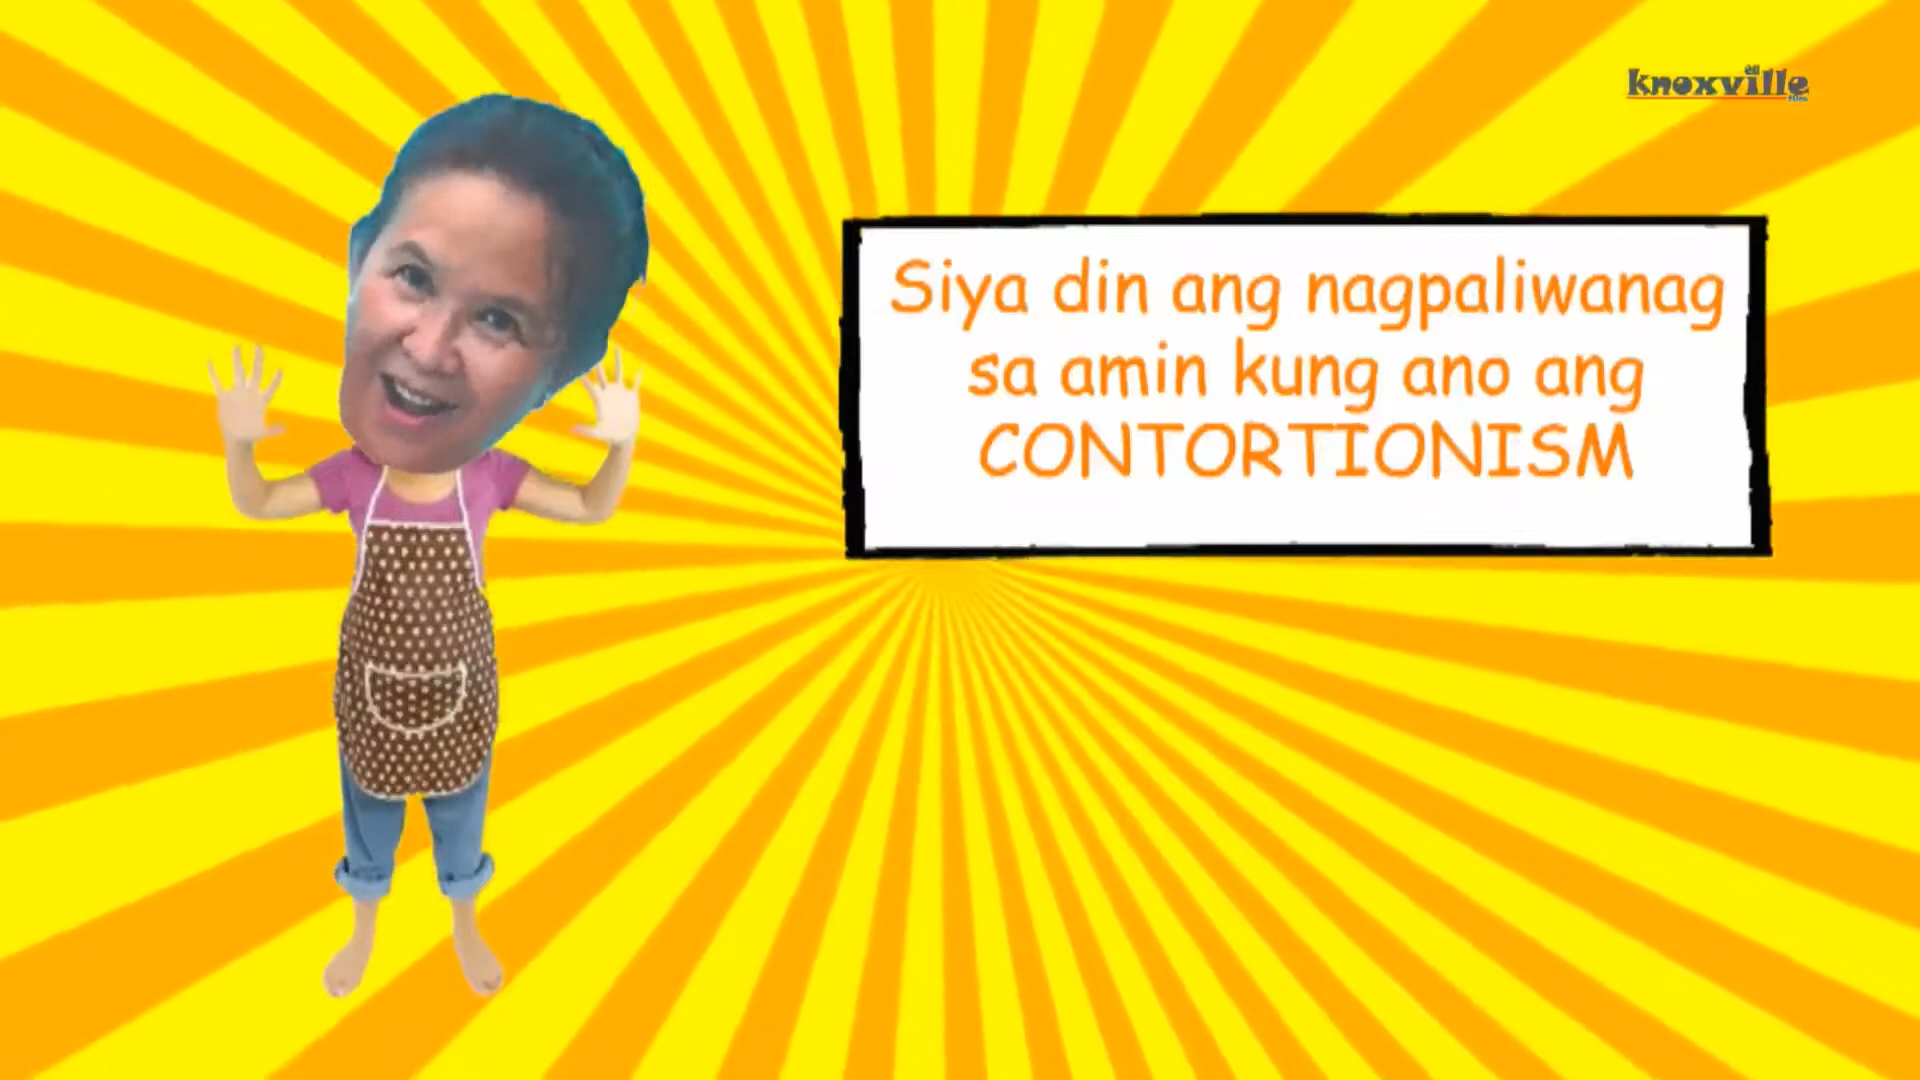 knoxville
Siya din ang nagpaliwanag
sa amin kung ano ang
CONTORTIONISM